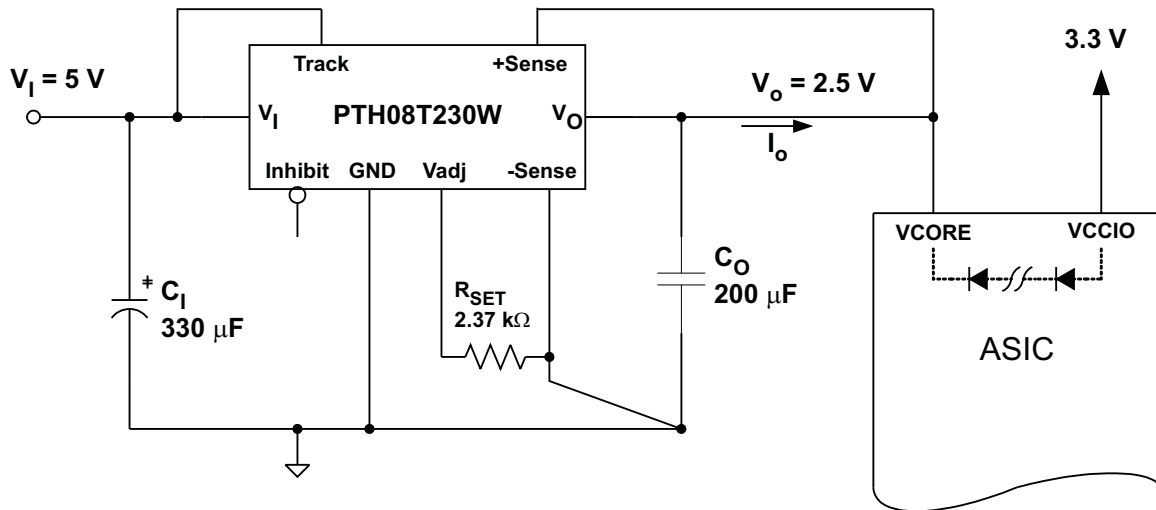 Track
+Sense
3.3 V
V_I = 5 V
V_I
PTH08T230W
V_O
V_o = 2.5 V
I_o
Inhibit
GND
Vadj
-Sense
VCORE
VCCIO
‡ C_I
330 μF
R_SET
2.37 kΩ
C_O
200 μF
ASIC